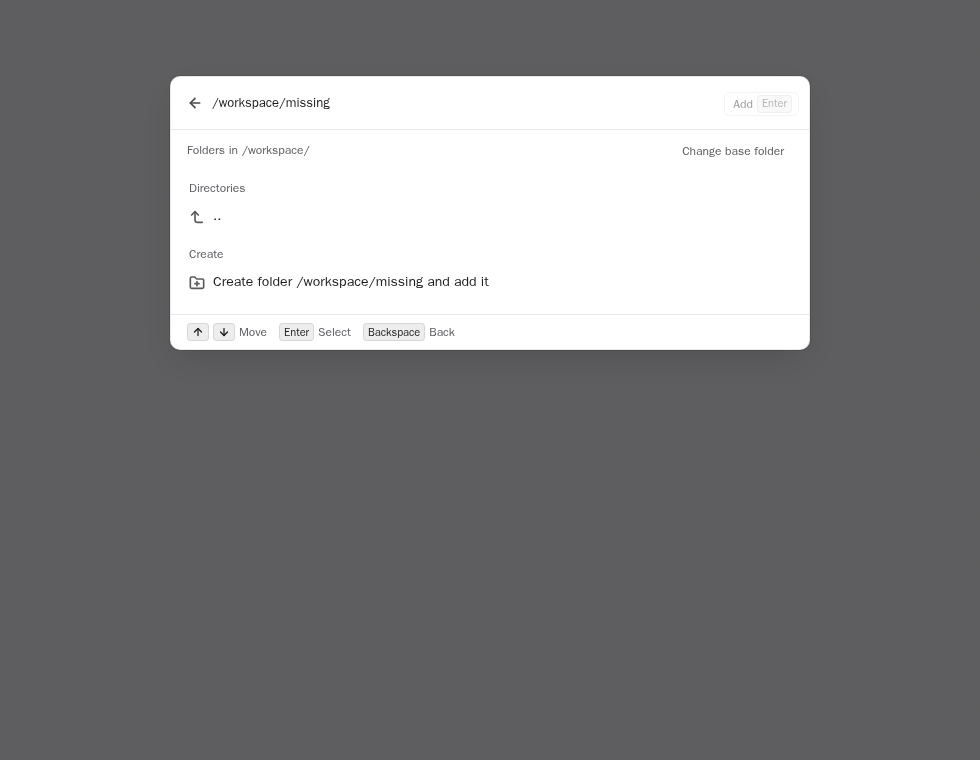 /workspace/missing
Add Enter
Folders in /workspace/
Change base folder
Directories
..
Create
Create folder /workspace/missing and add it
↑ ↓ Move Enter Select Backspace Back